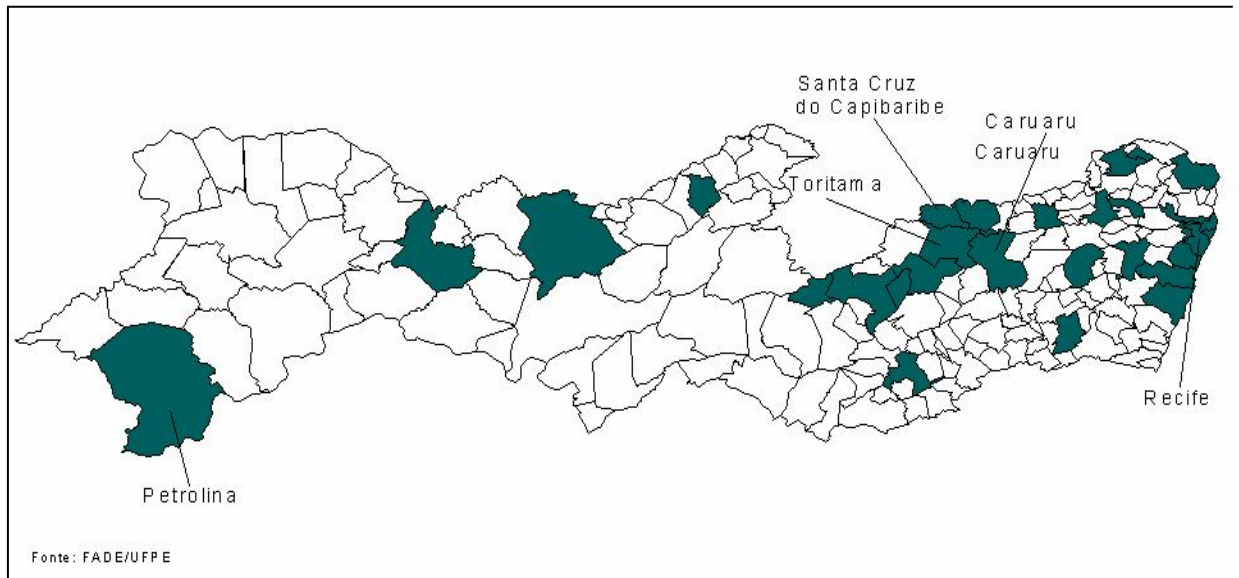 Santa Cruz
do Capibaribe
Caruaru
Caruaru
Toritama
Recife
Petrolina
Fonte: FADE/UFPE